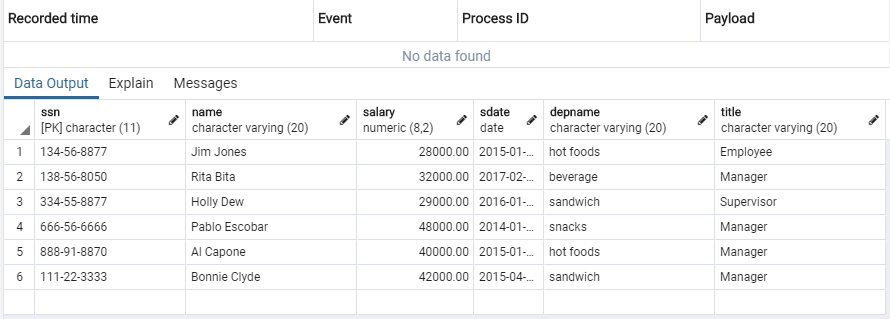 Recorded time Event Process ID Payload
No data found
Data Output Explain Messages
ssn name salary sdate depname title
[PK] character (11) character varying (20) numeric (8,2) date character varying (20) character varying (20)
1 134-56-8877 Jim Jones 28000.00 2015-01-... hot foods Employee
2 138-56-8050 Rita Bita 32000.00 2017-02-... beverage Manager
3 334-55-8877 Holly Dew 29000.00 2016-01-... sandwich Supervisor
4 666-56-6666 Pablo Escobar 48000.00 2014-01-... snacks Manager
5 888-91-8870 Al Capone 40000.00 2015-01-... hot foods Manager
6 111-22-3333 Bonnie Clyde 42000.00 2015-04-... sandwich Manager